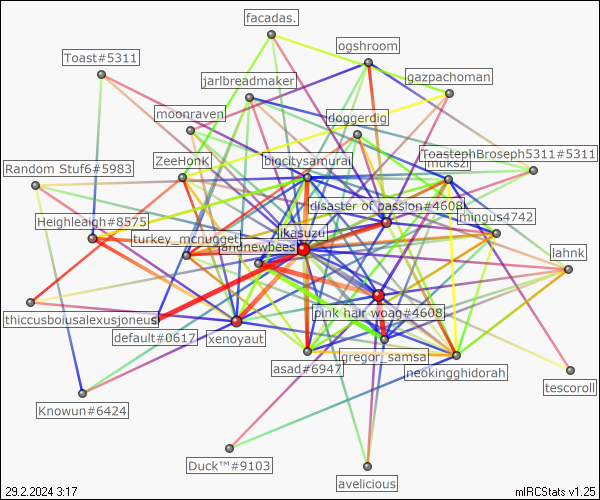 facadas.
ogshroom
Toast#5311
gazpachoman
jarlbreadmaker
moonraven
doggerdig
ToastephBroseph5311#5311
ZeeHonK
bigcitysamurai
muks2l
Random Stuf6#5983
disaster of passion#4608
mingus4742
Heighleaigh#8575
ikasuzu
turkey_mcnugget
andnewbees
lahnk
thiccusboiusalexusjoneus
pink hair woag#4608
default#0617
xenoyaut
gregor_samsa
asad#6947
neokingghidorah
tescoroll
Knowun#6424
Duck™#9103
avelicious
29.2.2024 3:17
mIRCStats v1.25